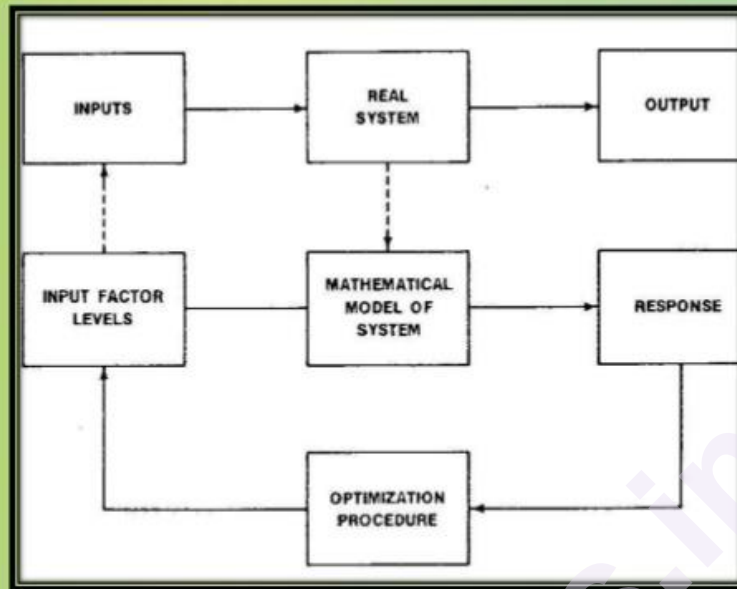 INPUTS
REAL
SYSTEM
OUTPUT
INPUT FACTOR
LEVELS
MATHEMATICAL
MODEL OF
SYSTEM
RESPONSE
OPTIMIZATION
PROCEDURE